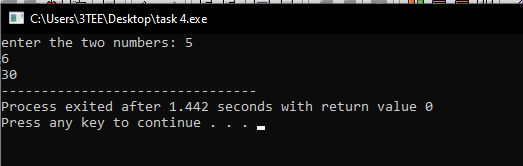 C:\Users\3TEE\Desktop\task 4.exe
enter the two numbers: 5
6
30
--------------------------------
Process exited after 1.442 seconds with return value 0
Press any key to continue . . .